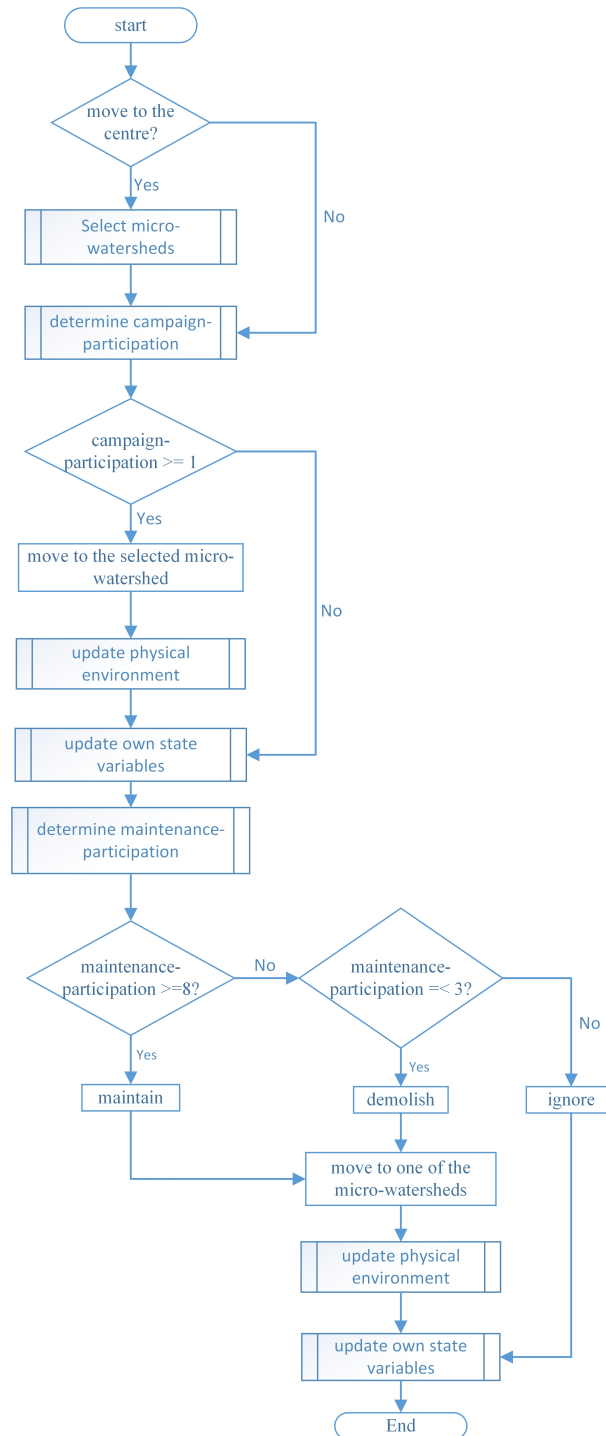 start
move to the
centre?
Yes
No
Select micro-
watersheds
determine campaign-
participation
campaign-
participation >= 1
Yes
No
move to the selected micro-
watershed
update physical
environment
update own state
variables
determine maintenance-
participation
maintenance-
participation >=8?
No
maintenance-
participation =< 3?
No
Yes
Yes
maintain
demolish
ignore
move to one of the
micro-watersheds
update physical
environment
update own state
variables
End